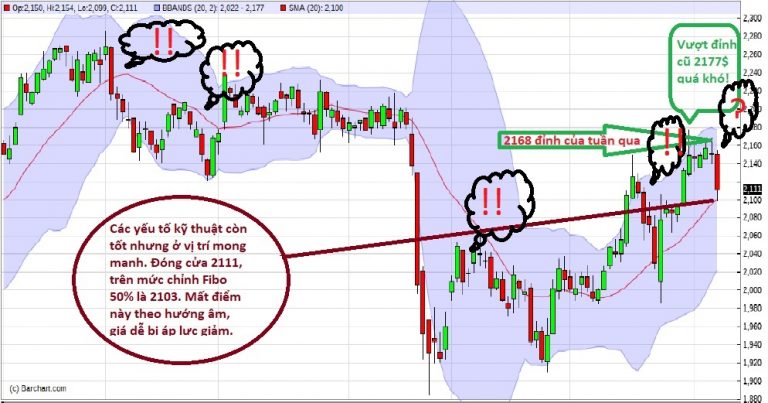 Op:2,150, Hi:2,154, Lo:2,099, Cl:2,111 BBANDS (20, 2): 2,022 - 2,177 SMA (20): 2,100
2,300
2,280
!!
!!
Vượt đỉnh
cũ 2177$
quá khó!
2,260
2,240
2,220
?
2,200
2,180
2168 đỉnh của tuần qua
!!
2,160
2,140
2,120
2,111
2,100
!!
2,080
Các yếu tố kỹ thuật còn
tốt nhưng ở vị trí mong
manh. Đóng cửa 2111,
trên mức chỉnh Fibo
50% là 2103. Mất điểm
này theo hướng âm,
giá dễ bị áp lực giảm.
2,060
2,040
2,020
2,000
1,980
1,960
1,940
1,920
1,900
1,880
(c) Barchart.com